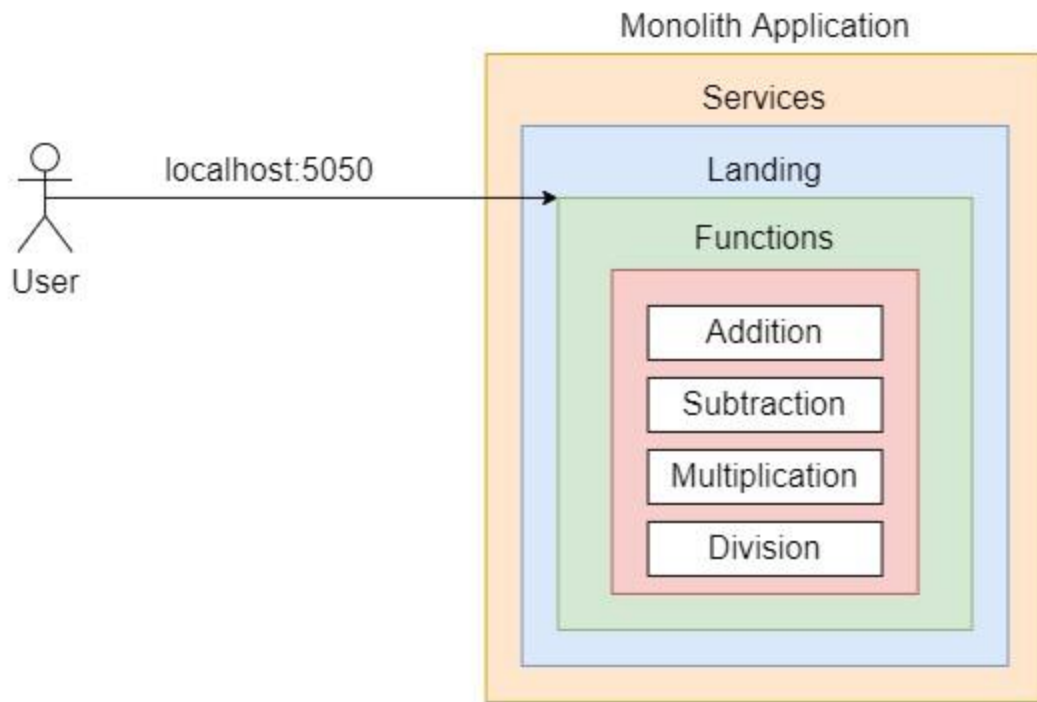 Monolith Application
Services
localhost:5050
Landing
User
Functions
Addition
Subtraction
Multiplication
Division